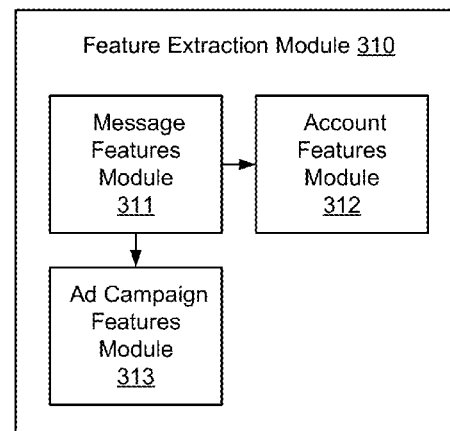 Feature Extraction Module 310
Message
Features
Module
311
Account
Features
Module
312
Ad Campaign
Features
Module
313